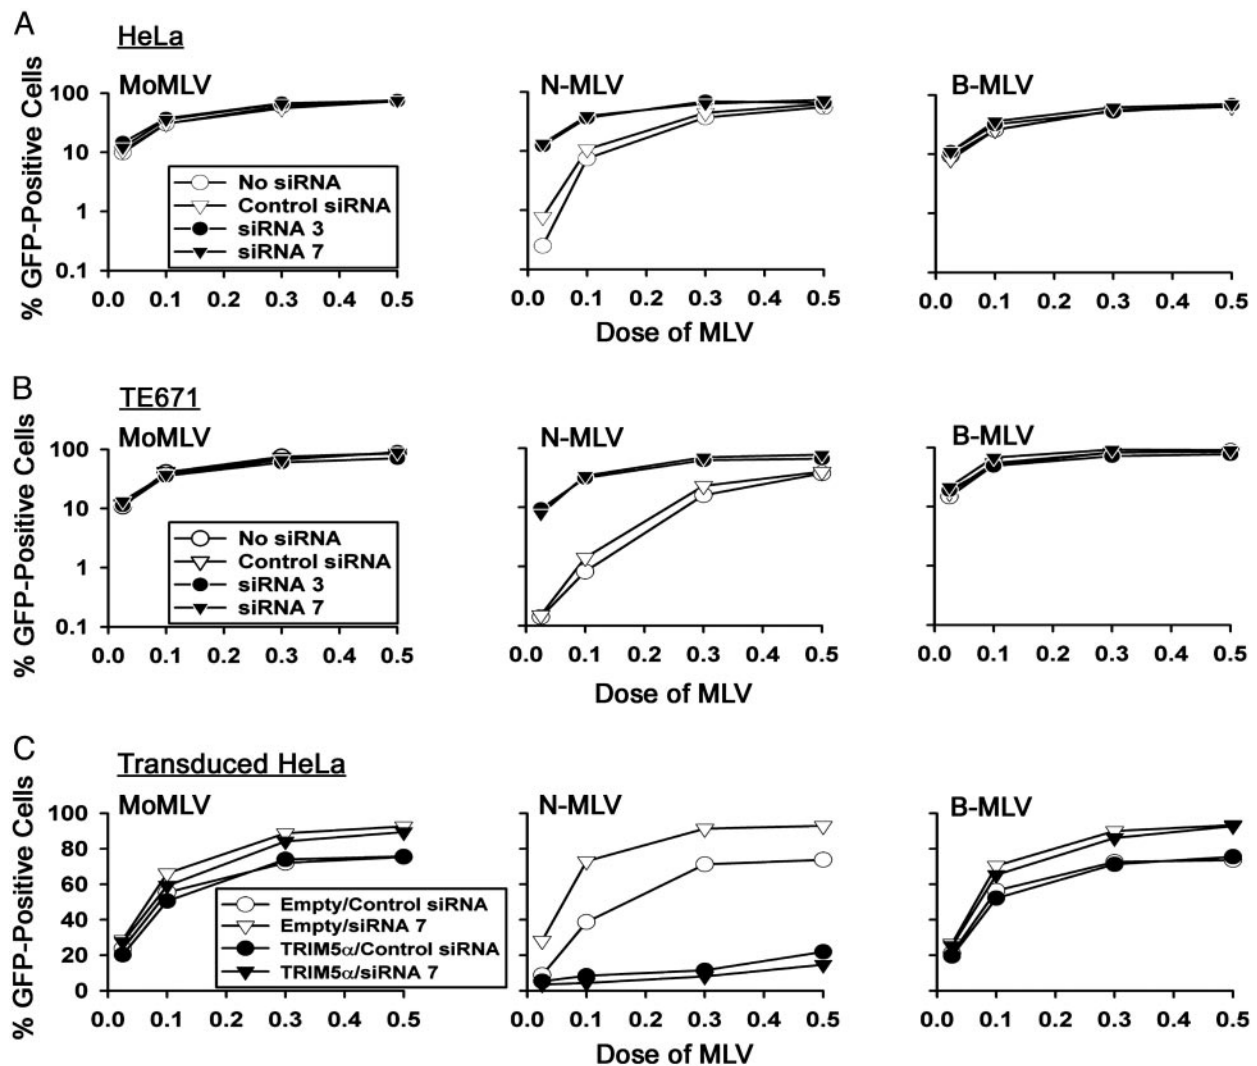 A
HeLa
% GFP-Positive Cells
MoMLV
N-MLV
B-MLV
100
10
1
0.1
No siRNA
Control siRNA
siRNA 3
siRNA 7
0.0 0.1 0.2 0.3 0.4 0.5
0.0 0.1 0.2 0.3 0.4 0.5
0.0 0.1 0.2 0.3 0.4 0.5
Dose of MLV
B
TE671
% GFP-Positive Cells
MoMLV
N-MLV
B-MLV
100
10
1
0.1
No siRNA
Control siRNA
siRNA 3
siRNA 7
0.0 0.1 0.2 0.3 0.4 0.5
0.0 0.1 0.2 0.3 0.4 0.5
0.0 0.1 0.2 0.3 0.4 0.5
Dose of MLV
C
Transduced HeLa
% GFP-Positive Cells
MoMLV
N-MLV
B-MLV
100
80
60
40
20
0
Empty/Control siRNA
Empty/siRNA 7
TRIM5α/Control siRNA
TRIM5α/siRNA 7
0.0 0.1 0.2 0.3 0.4 0.5
0.0 0.1 0.2 0.3 0.4 0.5
0.0 0.1 0.2 0.3 0.4 0.5
Dose of MLV